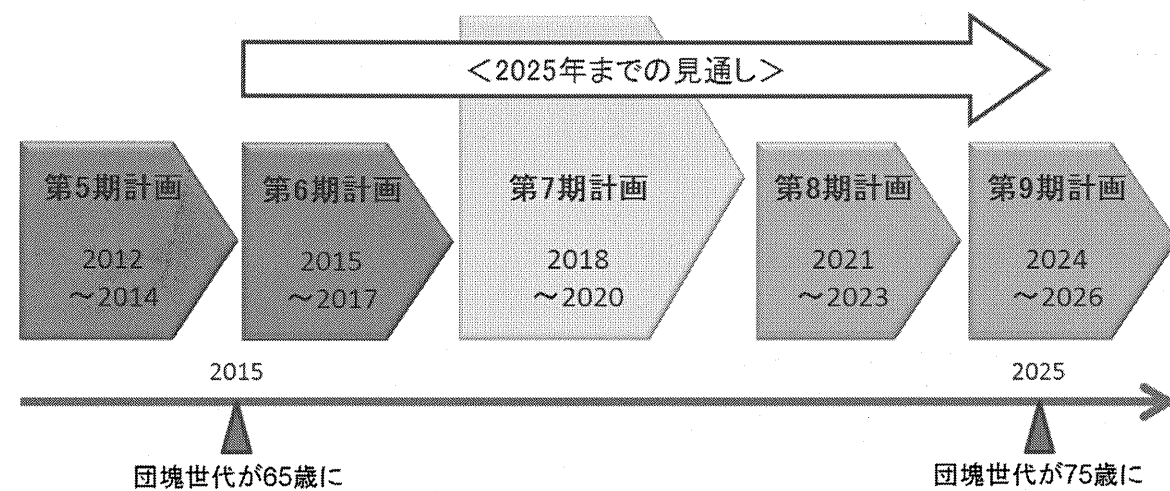 <2025年までの見通し>
第5期計画
2012
～2014
第6期計画
2015
～2017
第7期計画
2018
～2020
第8期計画
2021
～2023
第9期計画
2024
～2026
2015
2025
団塊世代が65歳に
団塊世代が75歳に